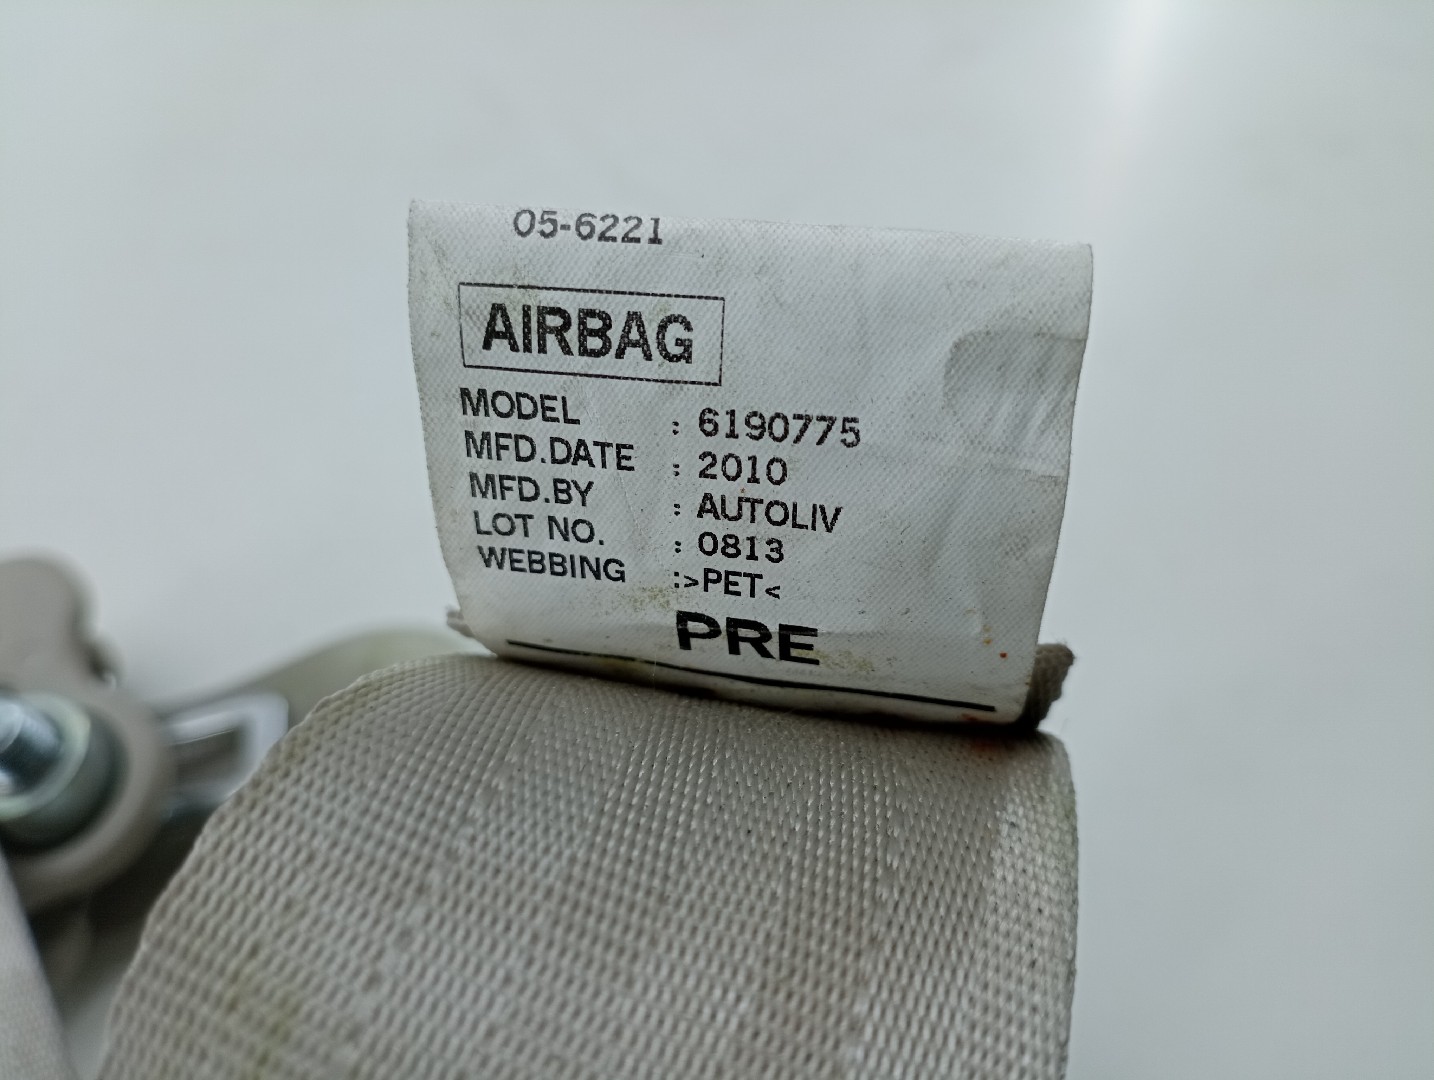 05-6221
AIRBAG
MODEL : 6190775
MFD.DATE : 2010
MFD.BY : AUTOLIV
LOT NO. : 0813
WEBBING :>PET<
PRE